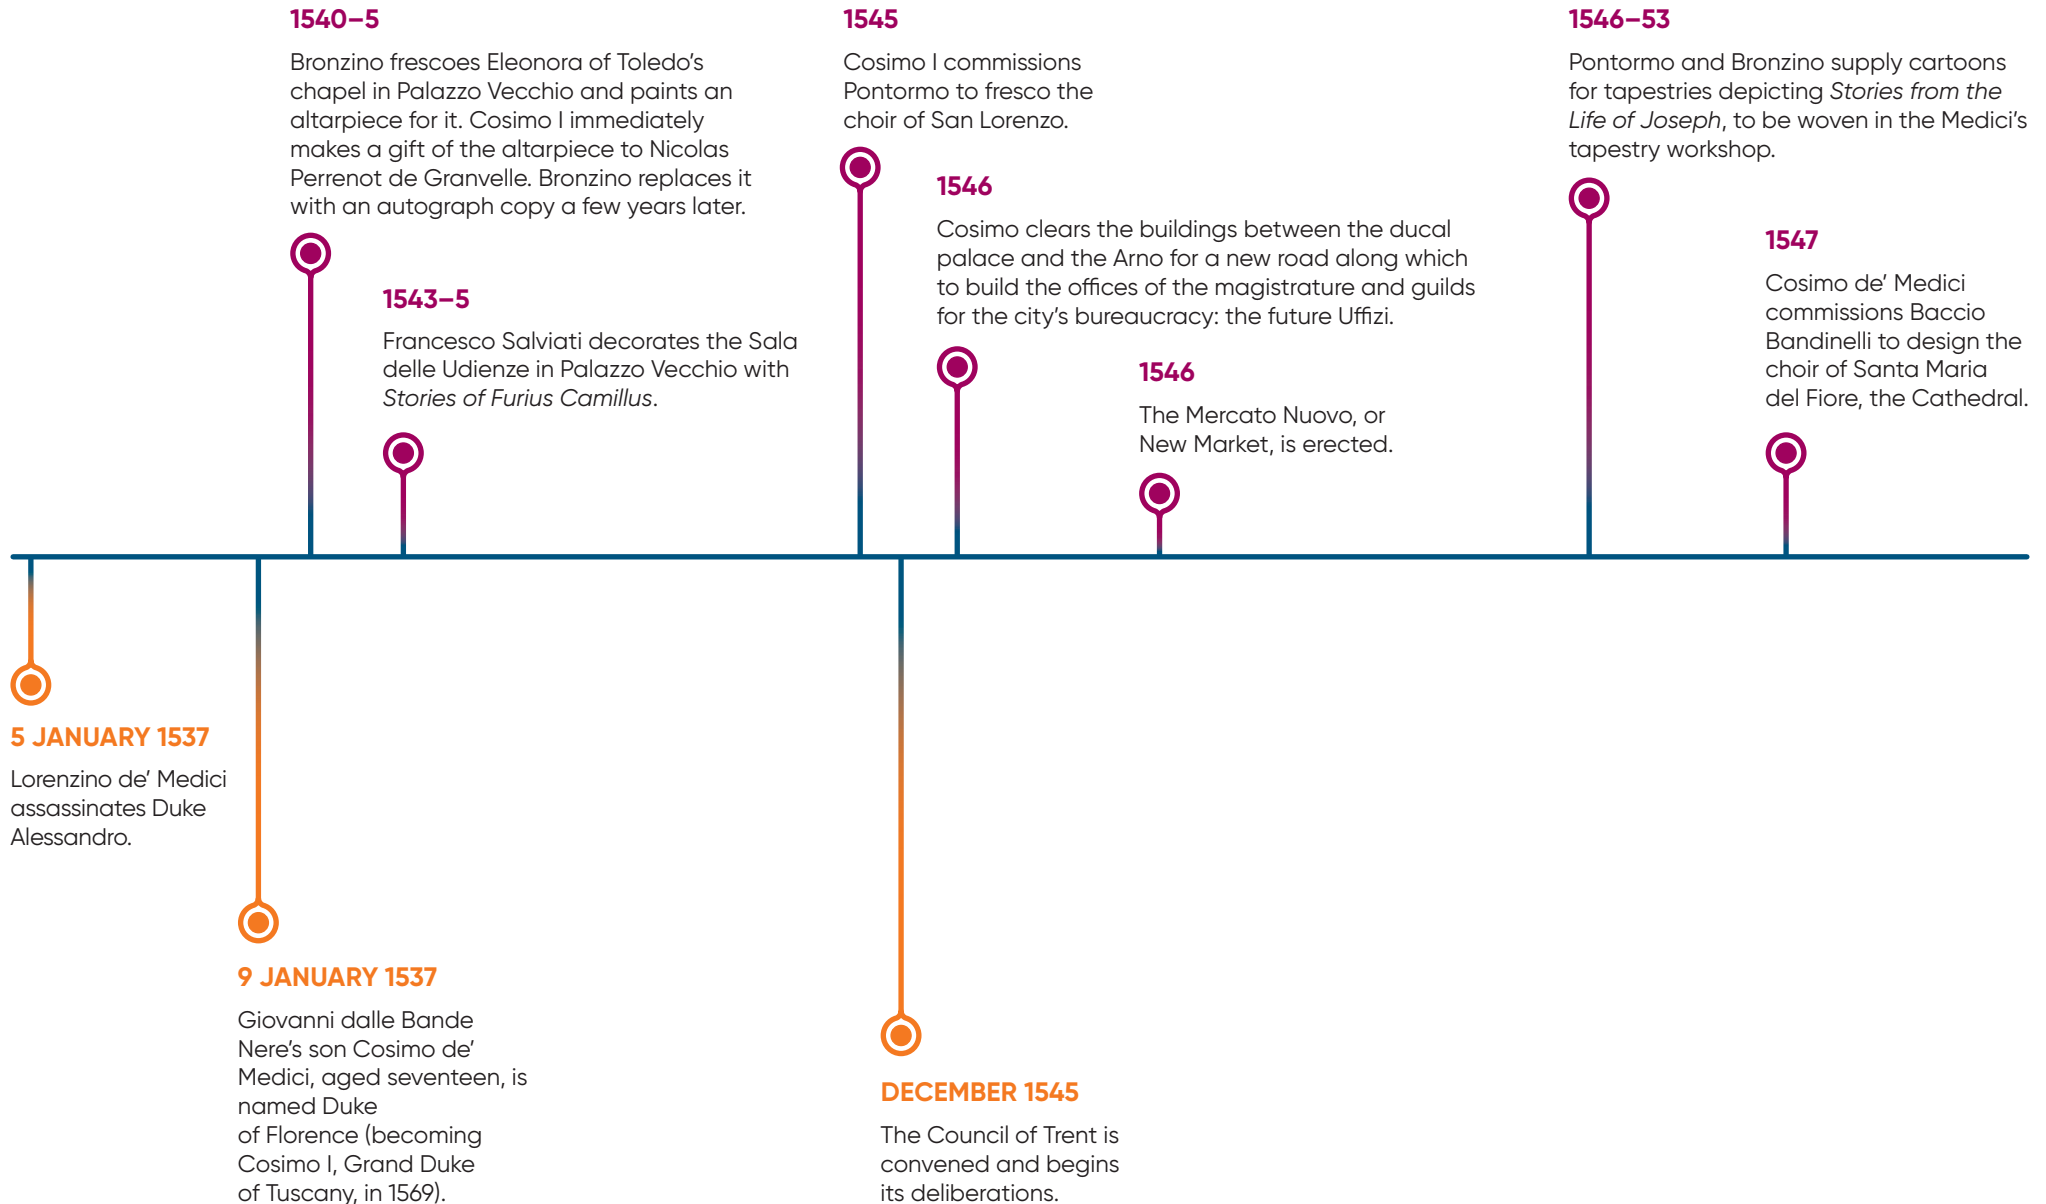 1540–5
Bronzino frescoes Eleonora of Toledo’s
chapel in Palazzo Vecchio and paints an
altarpiece for it. Cosimo I immediately
makes a gift of the altarpiece to Nicolas
Perrenot de Granvelle. Bronzino replaces it
with an autograph copy a few years later.
1543–5
Francesco Salviati decorates the Sala
delle Udienze in Palazzo Vecchio with
Stories of Furius Camillus.
1545
Cosimo I commissions
Pontormo to fresco the
choir of San Lorenzo.
1546
Cosimo clears the buildings between the ducal
palace and the Arno for a new road along which
to build the offices of the magistrature and guilds
for the city’s bureaucracy: the future Uffizi.
1546
The Mercato Nuovo, or
New Market, is erected.
1546–53
Pontormo and Bronzino supply cartoons
for tapestries depicting Stories from the
Life of Joseph, to be woven in the Medici’s
tapestry workshop.
1547
Cosimo de’ Medici
commissions Baccio
Bandinelli to design the
choir of Santa Maria
del Fiore, the Cathedral.
5 JANUARY 1537
Lorenzino de’ Medici
assassinates Duke
Alessandro.
9 JANUARY 1537
Giovanni dalle Bande
Nere’s son Cosimo de’
Medici, aged seventeen, is
named Duke
of Florence (becoming
Cosimo I, Grand Duke
of Tuscany, in 1569).
DECEMBER 1545
The Council of Trent is
convened and begins
its deliberations.